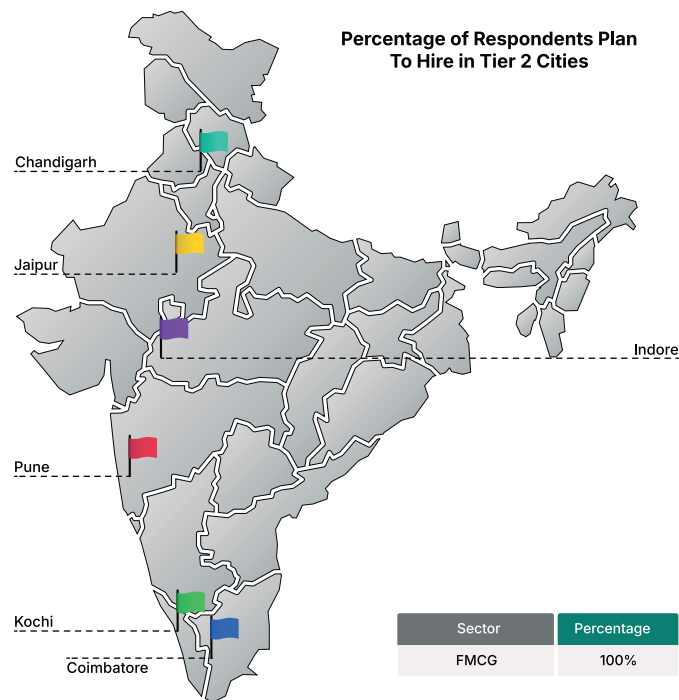 Percentage of Respondents Plan
To Hire in Tier 2 Cities
Chandigarh
Jaipur
Indore
Pune
Kochi
Coimbatore
Sector Percentage
FMCG 100%